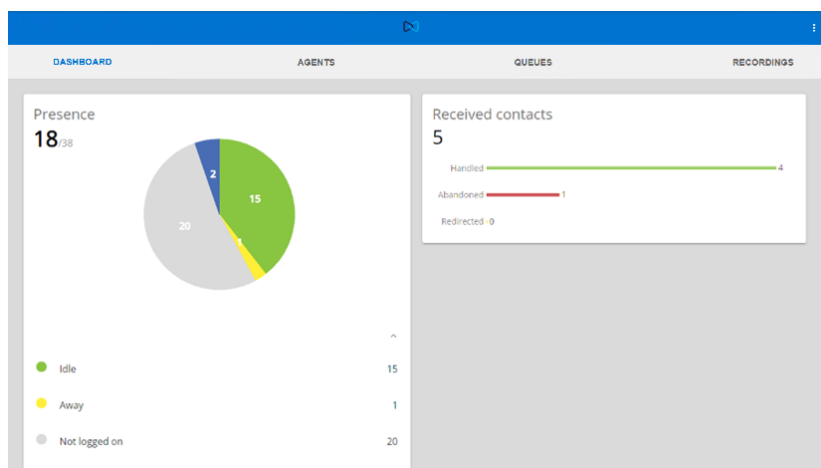 DASHBOARD AGENTS QUEUES RECORDINGS
Presence
18/38
2
15
20
1
Idle 15
Away 1
Not logged on 20
Received contacts
5
Handled 4
Abandoned 1
Redirected 0